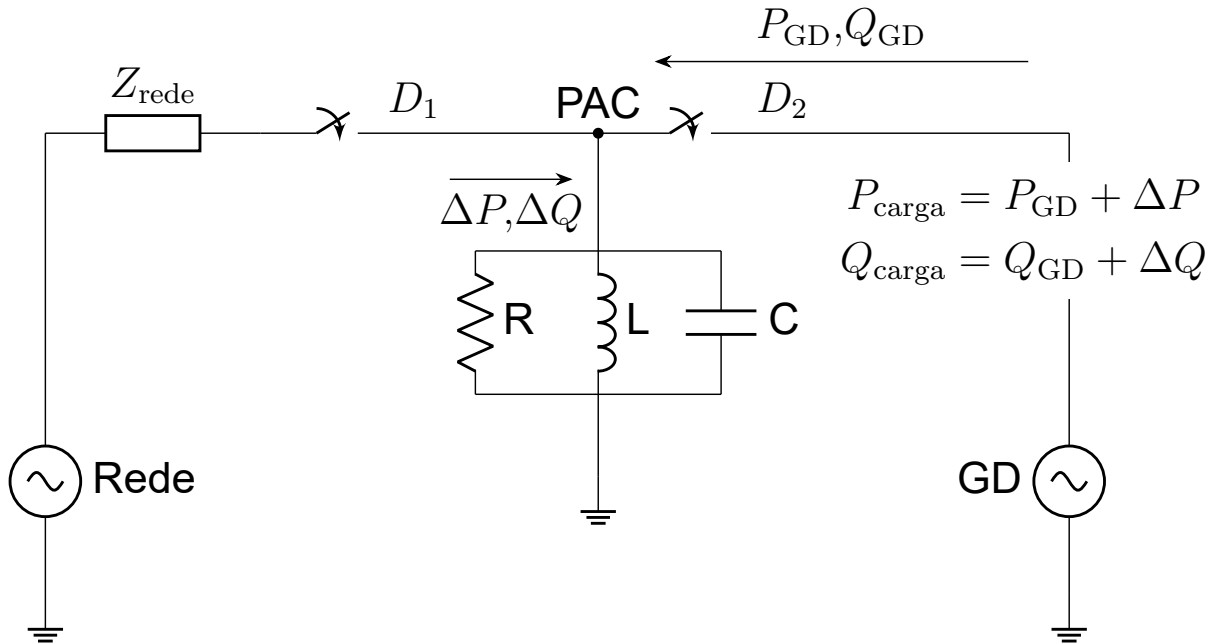 P_GD,Q_GD
Z_rede
D_1
PAC
D_2
ΔP,ΔQ
P_carga = P_GD + ΔP
Q_carga = Q_GD + ΔQ
R
L
C
Rede
GD